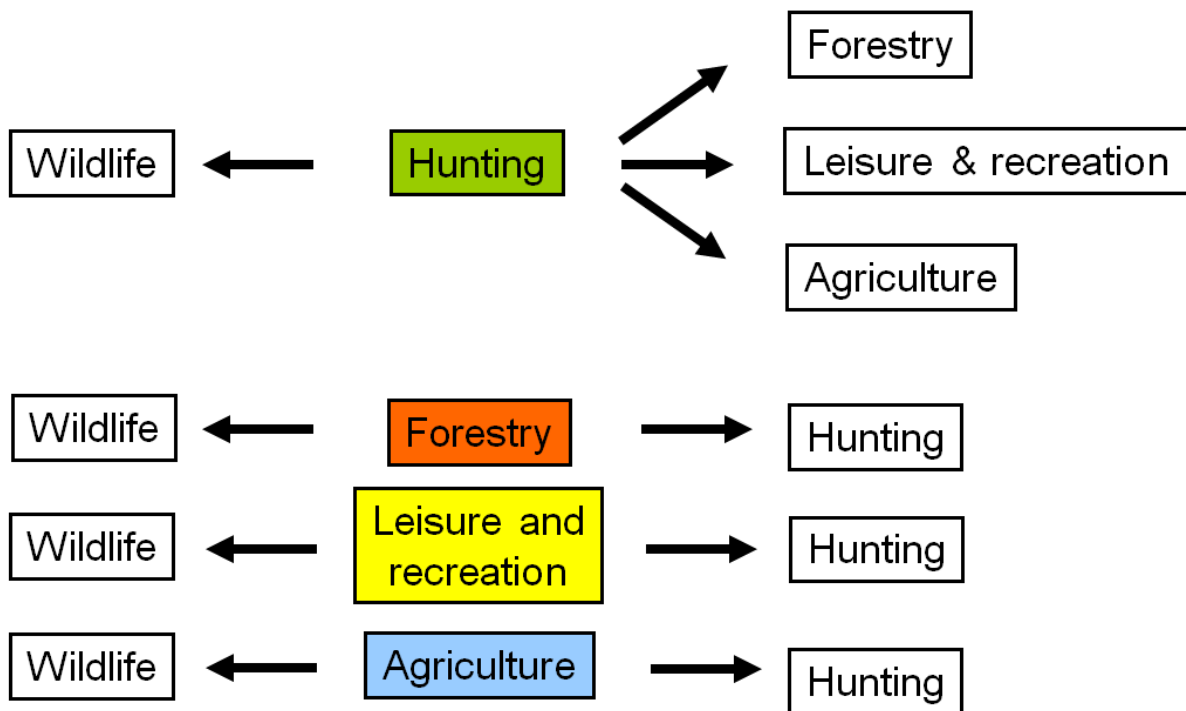 Forestry
Wildlife
Hunting
Leisure & recreation
Agriculture
Wildlife
Forestry
Hunting
Wildlife
Leisure and
recreation
Hunting
Wildlife
Agriculture
Hunting